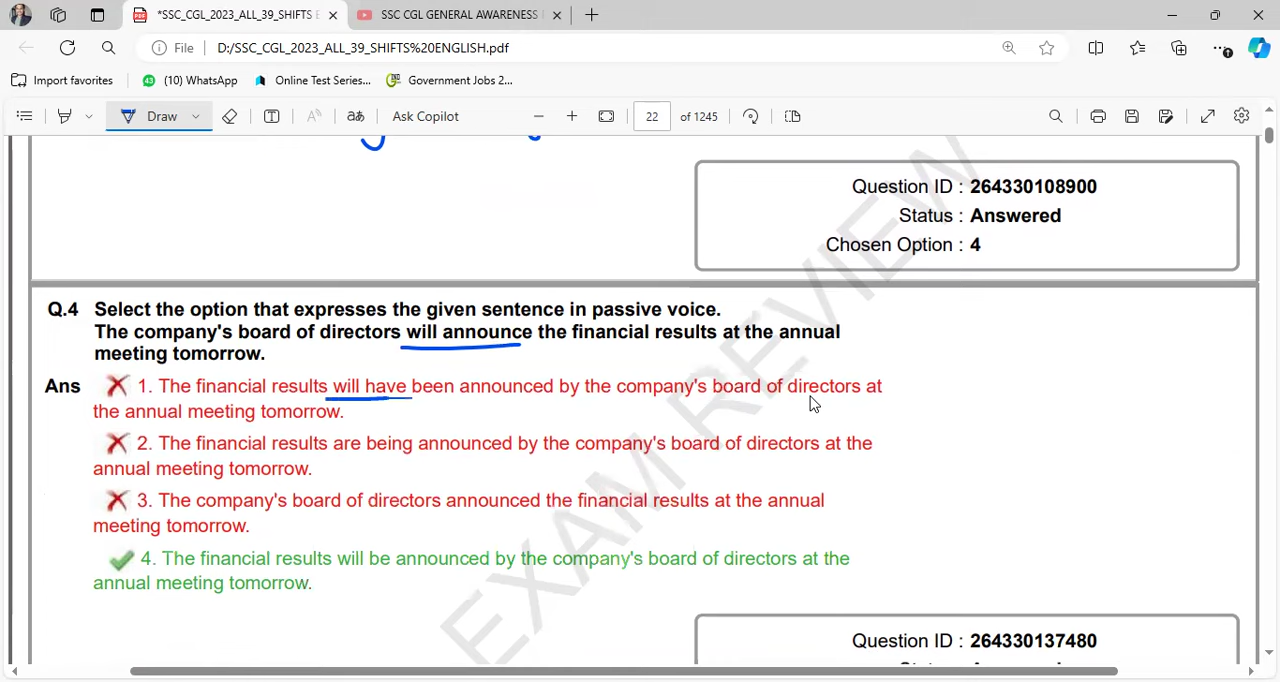 *SSC_CGL_2023_ALL_39_SHIFTS E
SSC CGL GENERAL AWARENESS
File
D:/SSC_CGL_2023_ALL_39_SHIFTS%20ENGLISH.pdf
Import favorites
43
(10) WhatsApp
Online Test Series...
Government Jobs 2...
Draw
aあ
Ask Copilot
22
of 1245
Question ID : 264330108900
Status : Answered
Chosen Option : 4
Q.4 Select the option that expresses the given sentence in passive voice.
The company's board of directors will announce the financial results at the annual
meeting tomorrow.
Ans 1. The financial results will have been announced by the company's board of directors at
the annual meeting tomorrow.
2. The financial results are being announced by the company's board of directors at the
annual meeting tomorrow.
3. The company's board of directors announced the financial results at the annual
meeting tomorrow.
4. The financial results will be announced by the company's board of directors at the
annual meeting tomorrow.
EXAM REVIEW
Question ID : 264330137480